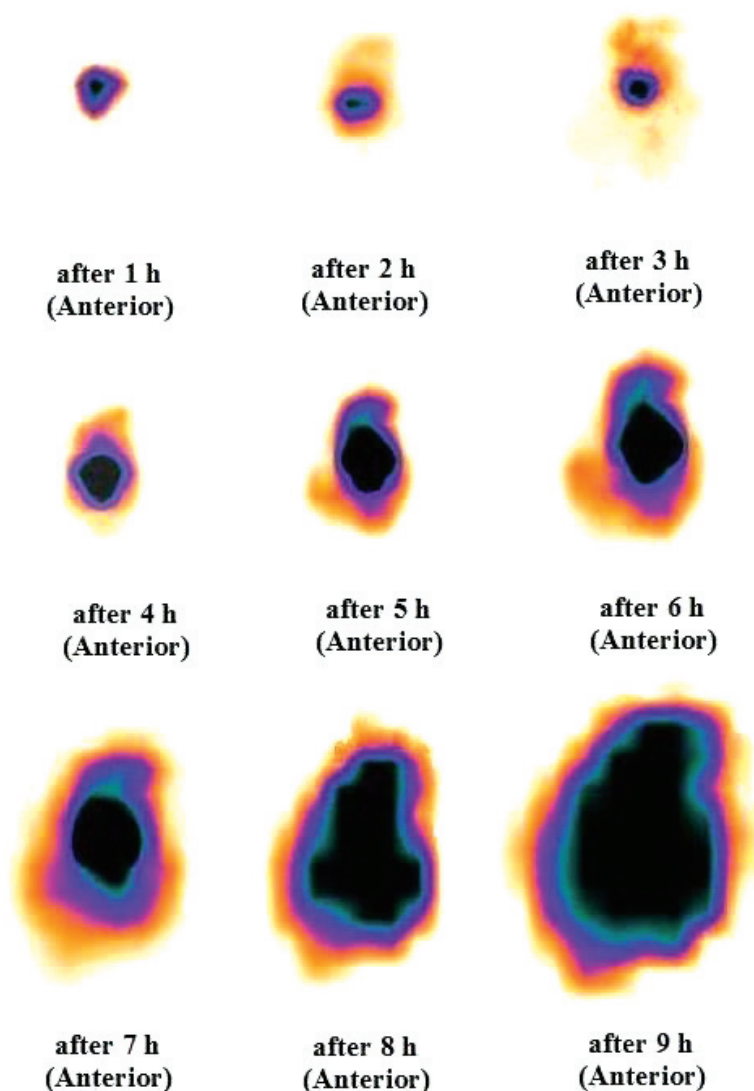 after 1 h
(Anterior)
after 2 h
(Anterior)
after 3 h
(Anterior)
after 4 h
(Anterior)
after 5 h
(Anterior)
after 6 h
(Anterior)
after 7 h
(Anterior)
after 8 h
(Anterior)
after 9 h
(Anterior)